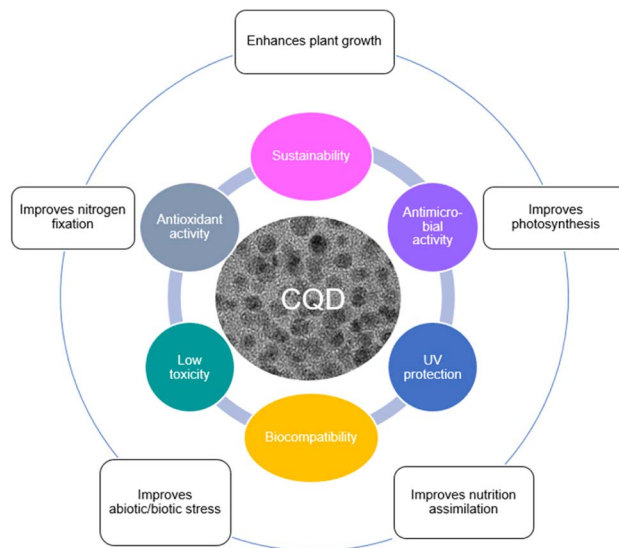 Enhances plant growth
Sustainability
Improves nitrogen
fixation
Antioxidant
activity
Antimicro-
bial
activity
Improves
photosynthesis
CQD
Low
toxicity
UV
protection
Biocompatibility
Improves
abiotic/biotic stress
Improves nutrition
assimilation